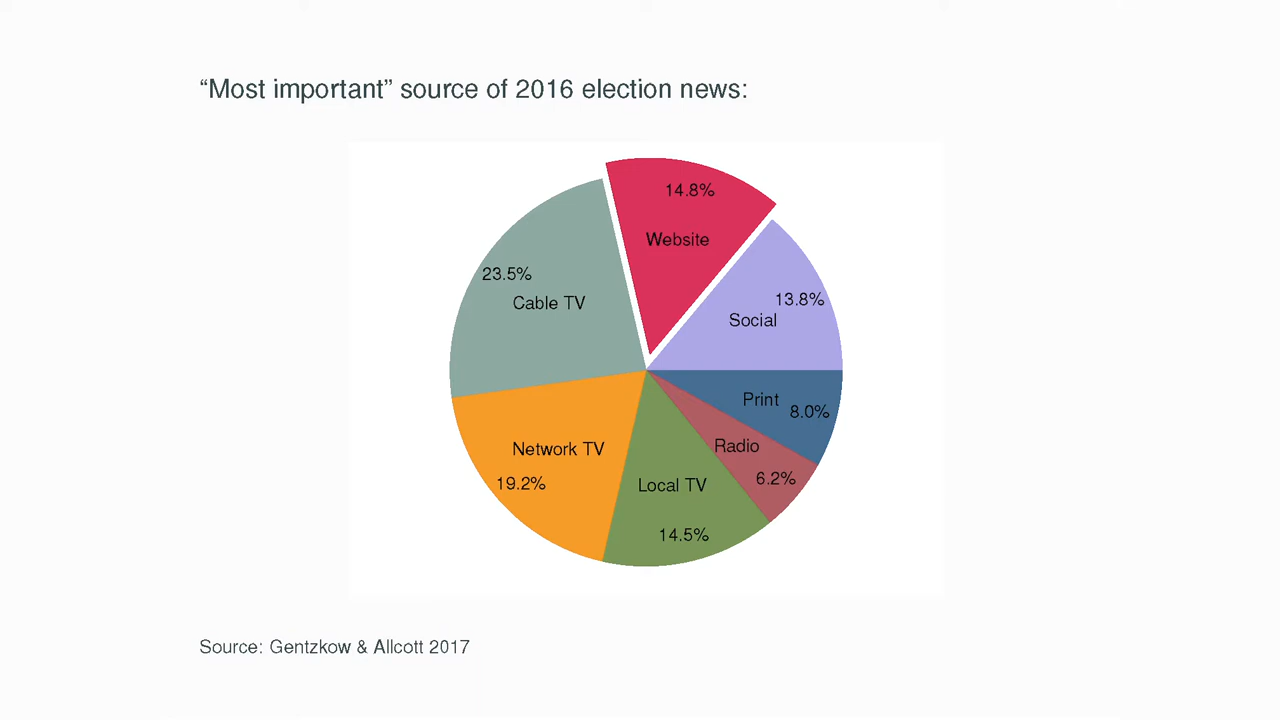 “Most important” source of 2016 election news:
14.8%
Website
23.5%
Cable TV
13.8%
Social
Print
8.0%
Network TV
19.2%
Radio
6.2%
Local TV
14.5%
Source: Gentzkow & Allcott 2017